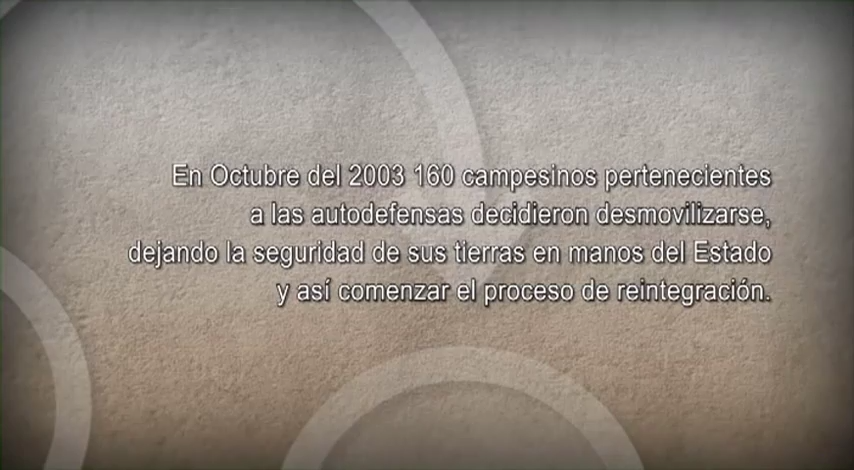 En Octubre del 2003 160 campesinos pertenecientes
a las autodefensas decidieron desmovilizarse,
dejando la seguridad de sus tierras en manos del Estado
y así comenzar el proceso de reintegración.